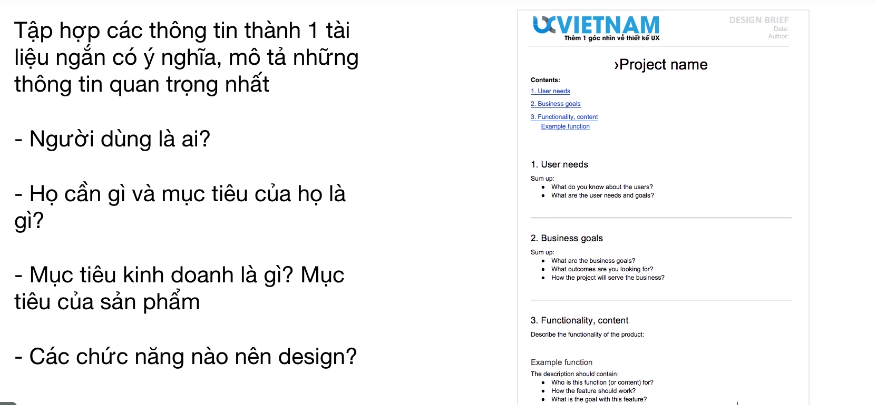 Tập hợp các thông tin thành 1 tài
liệu ngắn có ý nghĩa, mô tả những
thông tin quan trọng nhất
- Người dùng là ai?
- Họ cần gì và mục tiêu của họ là
gì?
- Mục tiêu kinh doanh là gì? Mục
tiêu của sản phẩm
- Các chức năng nào nên design?
UXVIETNAM
Thêm 1 góc nhìn về thiết kế UX
DESIGN BRIEF
Date:
Author:
›Project name
Contents:
1. User needs
2. Business goals
3. Functionality, content
Example function
1. User needs
Sum up:
● What do you know about the users?
● What are the user needs and goals?
2. Business goals
Sum up:
● What are the business goals?
● What outcomes are you looking for?
● How the project will serve the business?
3. Functionality, content
Describe the functionality of the product:
Example function
The description should contain:
● Who is this function (or content) for?
● How the feature should work?
● What is the goal with this feature?